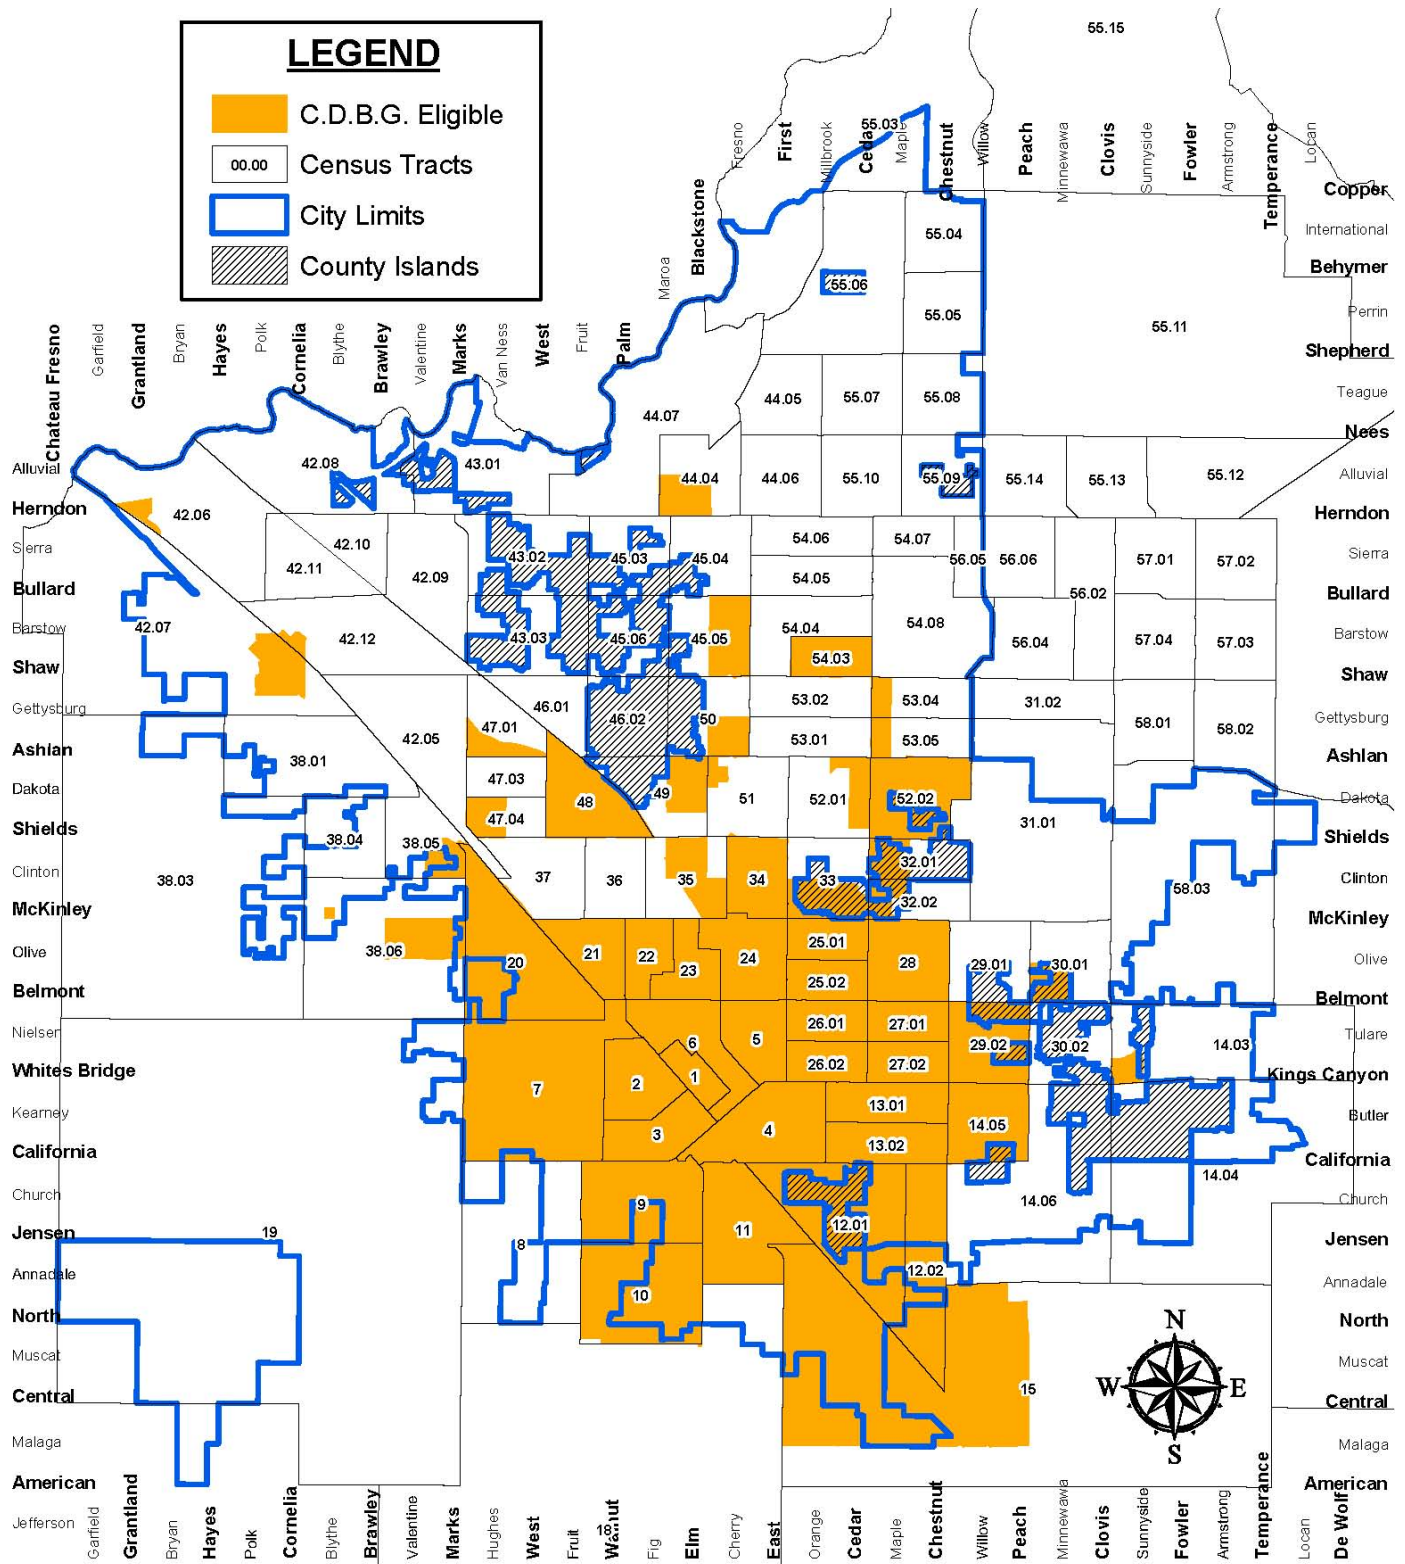 LEGEND
C.D.B.G. Eligible
00.00 Census Tracts
City Limits
County Islands
Chateau Fresno
Garfield
Grantland
Bryan
Hayes
Polk
Cornelia
Blythe
Brawley
Valentine
Marks
Van Ness
West
Fruit
Palm
Maroa
Blackstone
Fresno
First
Millbrook
Cedar
Maple
Chestnut
Willow
Peach
Minnewawa
Clovis
Sunnyside
Fowler
Armstrong
Temperance
Locan
Copper
International
Behymer
Perrin
Shepherd
Teague
Nees
Alluvial
Herndon
Sierra
Bullard
Barstow
Shaw
Gettysburg
Ashlan
Dakota
Shields
Clinton
McKinley
Olive
Belmont
Tulare
Kings Canyon
Butler
California
Church
Jensen
Annadale
North
Muscat
Central
Malaga
American
Alluvial
Herndon
Sierra
Bullard
Barstow
Shaw
Gettysburg
Ashlan
Dakota
Shields
Clinton
McKinley
Olive
Belmont
Nielsen
Whites Bridge
Kearney
California
Church
Jensen
Annadale
North
Muscat
Central
Malaga
American
Jefferson
55.15
55.03
55.04
55.06
55.05
55.11
44.07
44.05
55.07
55.08
42.08
43.01
44.04
44.06
55.10
55.09
55.14
55.13
55.12
42.06
42.10
42.11
42.09
43.02
45.03
45.04
54.06
54.07
54.05
56.05
56.06
56.02
57.01
57.02
42.07
42.12
43.03
45.06
45.05
54.04
54.03
54.08
56.04
57.04
57.03
46.01
46.02
50
47.01
53.02
53.04
31.02
58.01
58.02
42.05
53.01
53.05
38.01
47.03
48
49
51
52.01
52.02
31.01
47.04
38.04
38.05
38.03
37
36
35
34
33
32.01
32.02
58.03
38.06
20
21
22
23
24
25.01
25.02
28
29.01
30.01
26.01
27.01
26.02
27.02
29.02
30.02
14.03
7
6
5
2
1
3
4
13.01
13.02
14.05
14.06
14.04
19
8
9
10
11
12.01
12.02
15
18
N
W
E
S
Garfield
Grantland
Bryan
Hayes
Polk
Cornelia
Blythe
Brawley
Valentine
Marks
Hughes
West
Fruit
Walnut
Fig
Elm
Cherry
East
Orange
Cedar
Maple
Chestnut
Willow
Peach
Minnewawa
Clovis
Sunnyside
Fowler
Armstrong
Temperance
Locan
De Wolf